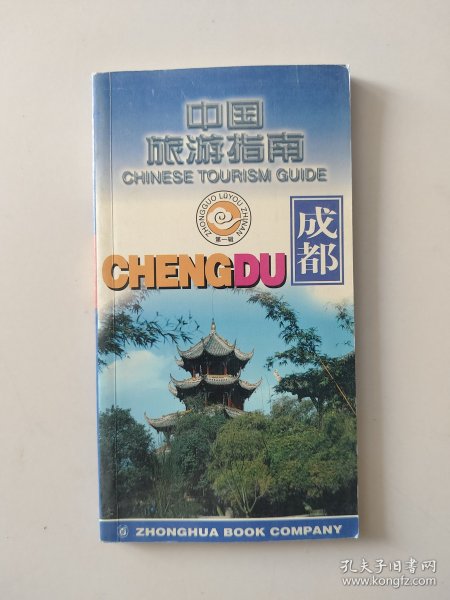 中国
旅游指南
CHINESE TOURISM GUIDE
ZHONGGUO LÜYOU ZHINAN
第一辑
成都
CHENGDU
ZHONGHUA BOOK COMPANY
孔夫子旧书网
www.kongfz.com